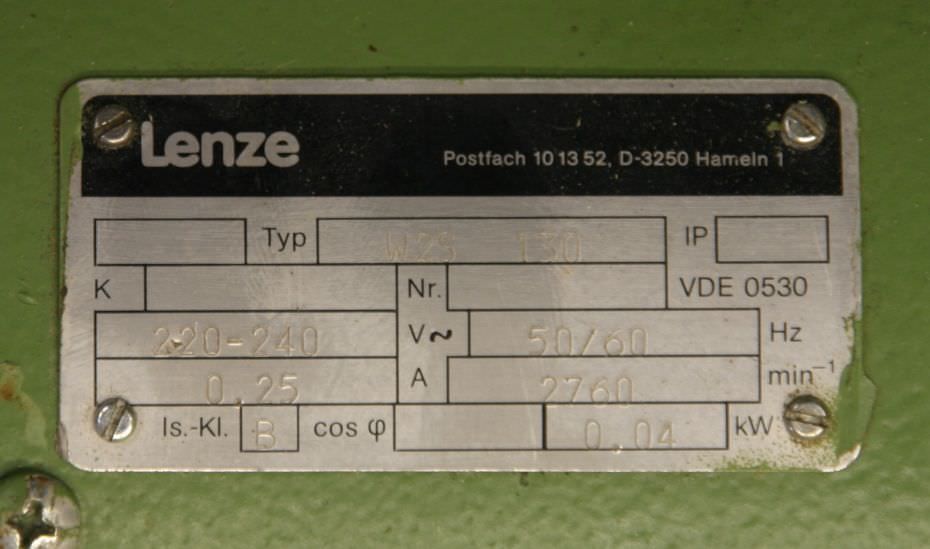 Lenze
Postfach 10 13 52, D-3250 Hameln 1
Typ W2S 130 IP
K Nr. VDE 0530
220-240 V~ 50/60 Hz
0.25 A 2760 min⁻¹
Is.-Kl. B cos φ 0.04 kW